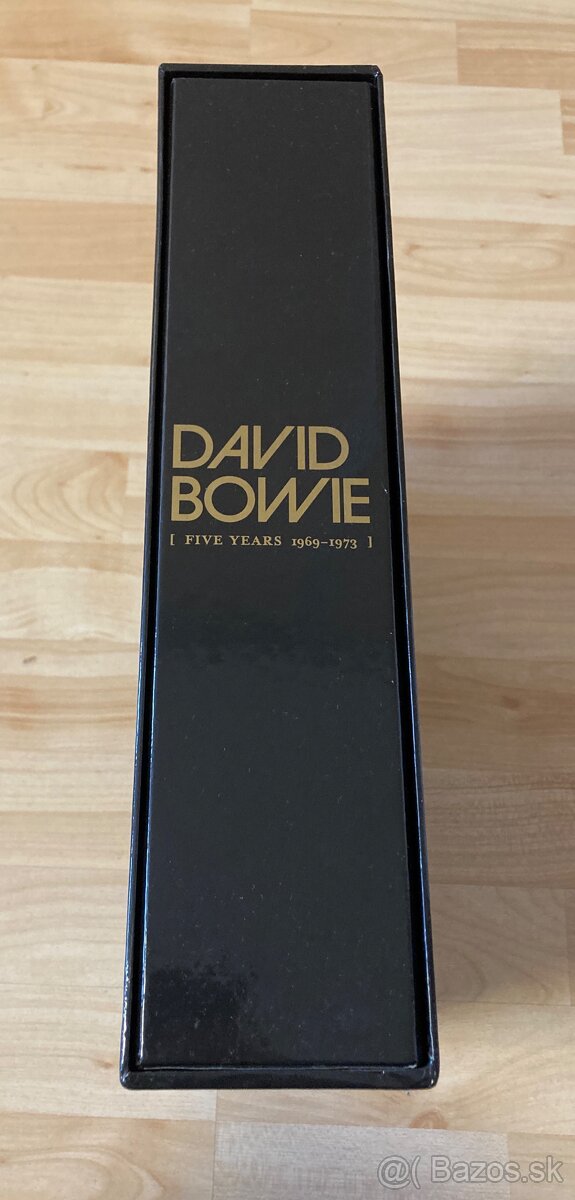 DAVID
BOWIE
[ FIVE YEARS 1969–1973 ]
@( Bazos.sk